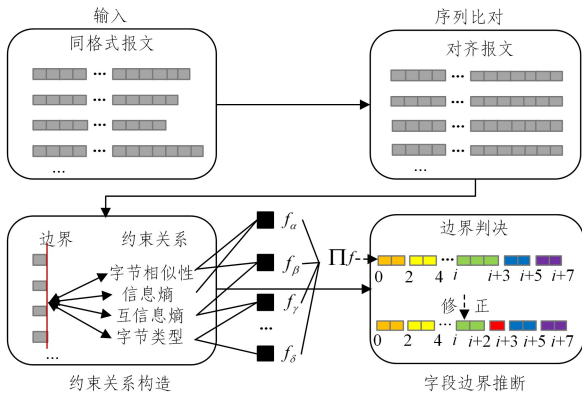 输入
同格式报文
...
...
...
...
...
序列比对
对齐报文
...
...
...
...
...
边界 约束关系
字节相似性
信息熵
互信息熵
字节类型
...
约束关系构造
fα
fβ
fγ
...
fδ
∏f
边界判决
...
0 2 4 i i+3 i+5 i+7
修正
...
0 2 4 i i+2 i+3 i+5 i+7
字段边界推断